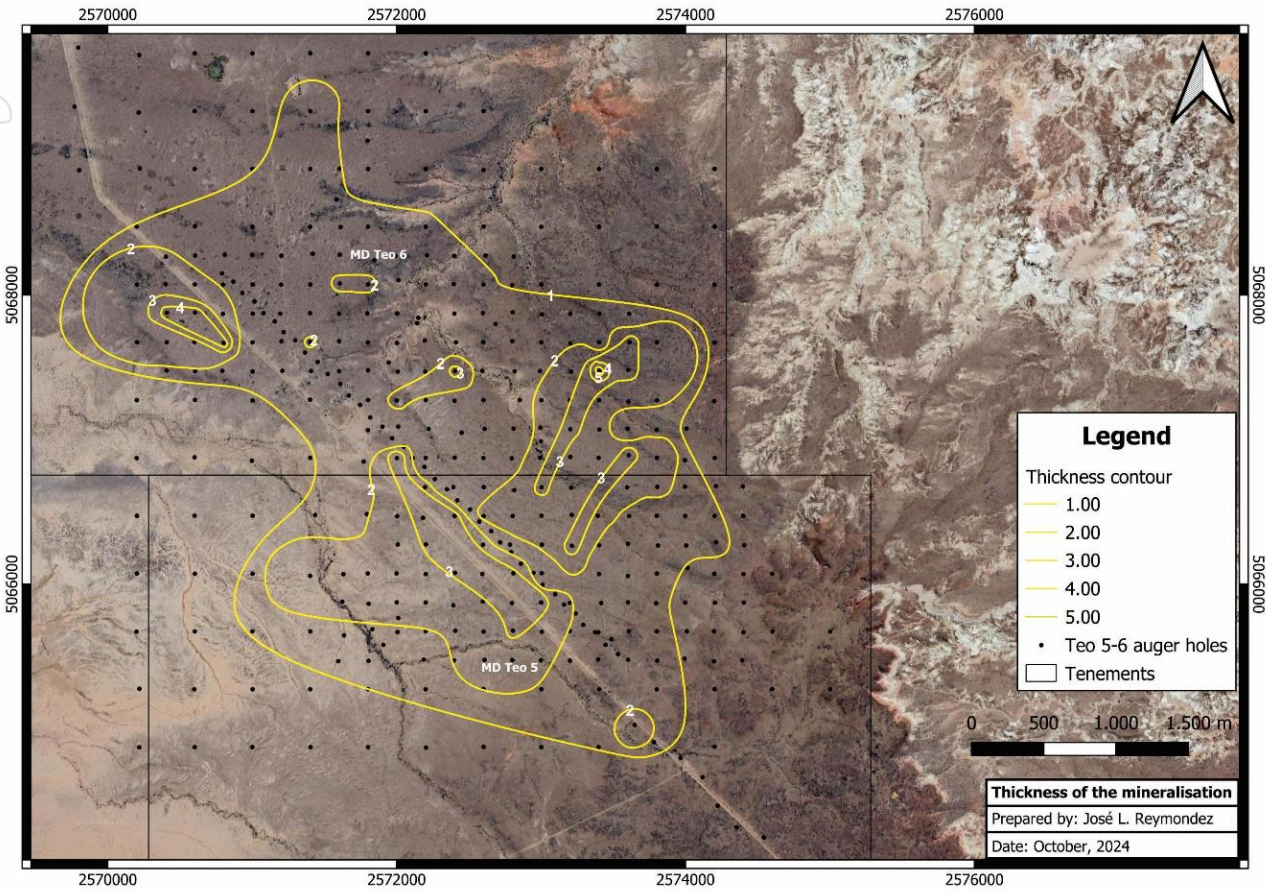 2570000 2572000 2574000 2576000
D
MD Teo 6
2
3
4
2
2
1
2
3
2
4
5
3
3
2
3
MD Teo 5
2
5068000
5066000
5068000
5066000
Legend
Thickness contour
1.00
2.00
3.00
4.00
5.00
Teo 5-6 auger holes
Tenements
0 500 1.000 1.500 m
Thickness of the mineralisation
Prepared by: José L. Reymondez
Date: October, 2024
2570000 2572000 2574000 2576000